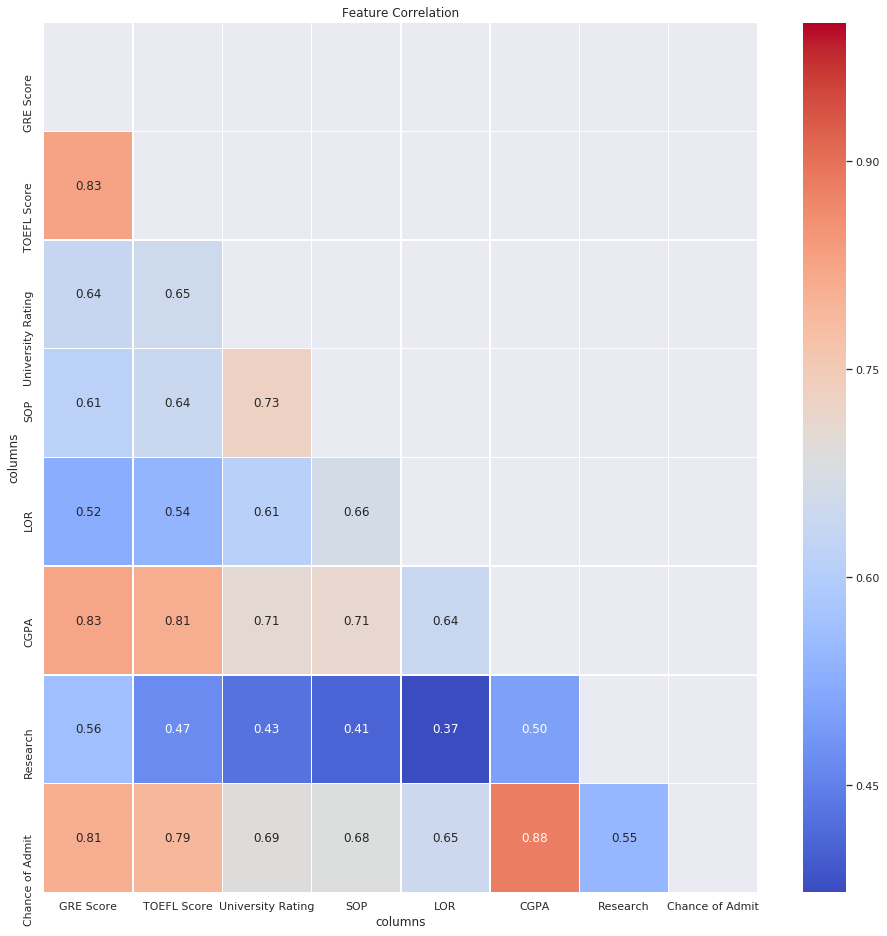 Feature Correlation
GRE Score
TOEFL Score
0.83
University Rating
0.64 0.65
SOP
0.61 0.64 0.73
columns
LOR
0.52 0.54 0.61 0.66
CGPA
0.83 0.81 0.71 0.71 0.64
Research
0.56 0.47 0.43 0.41 0.37 0.50
Chance of Admit
0.81 0.79 0.69 0.68 0.65 0.88 0.55
GRE Score TOEFL Score University Rating SOP LOR CGPA Research Chance of Admit
columns
0.90
0.75
0.60
0.45